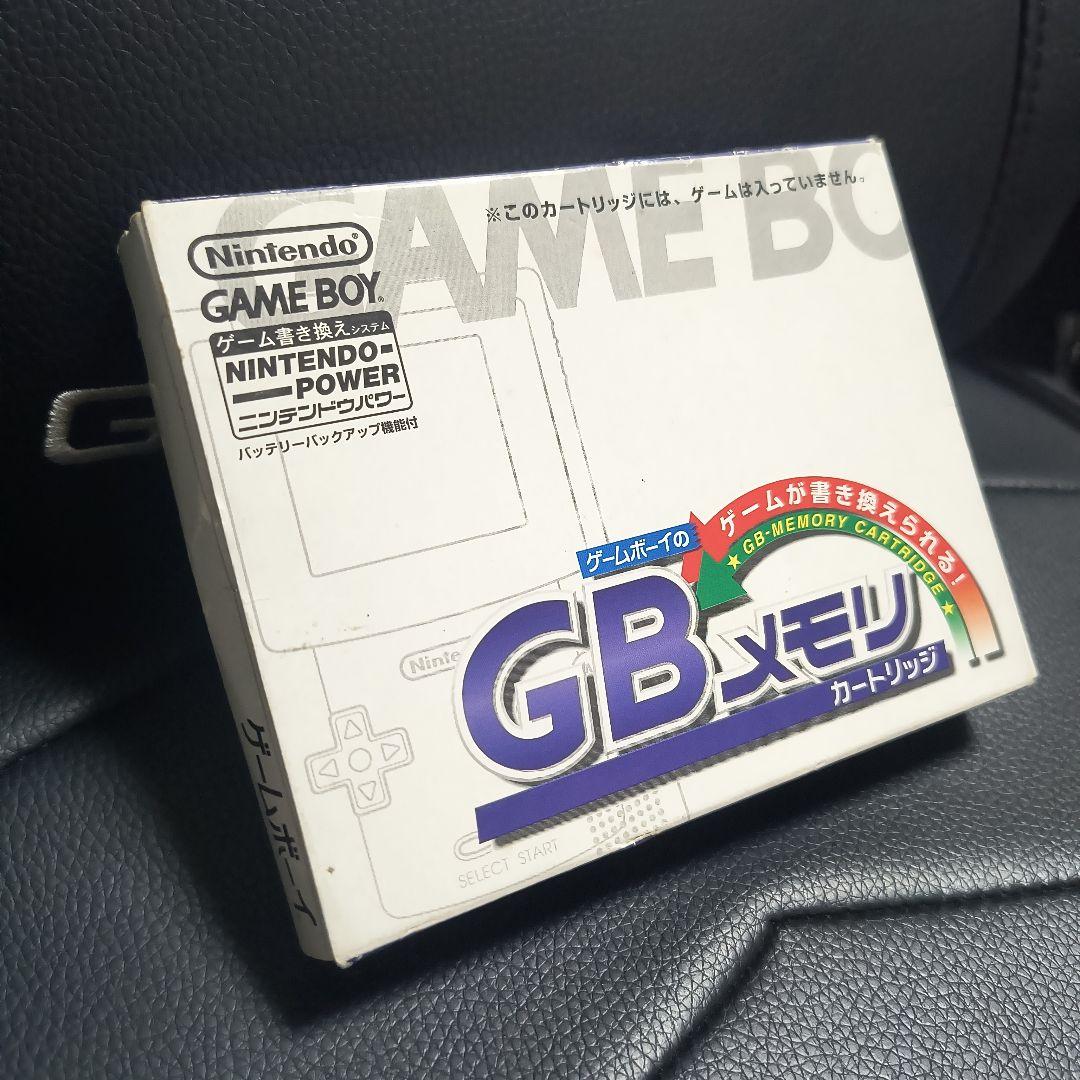 GAME BO
※このカートリッジには、ゲームは入っていません。
Nintendo®
GAME BOY®
ゲーム書き換えシステム
NINTENDO-
POWER
ニンテンドウパワー
バッテリーバックアップ機能付
ゲームが書き換えられる!
★GB-MEMORY CARTRIDGE★
ゲームボーイの
GBメモリ
カートリッジ
Ninte
SELECT START
ゲームボーイ